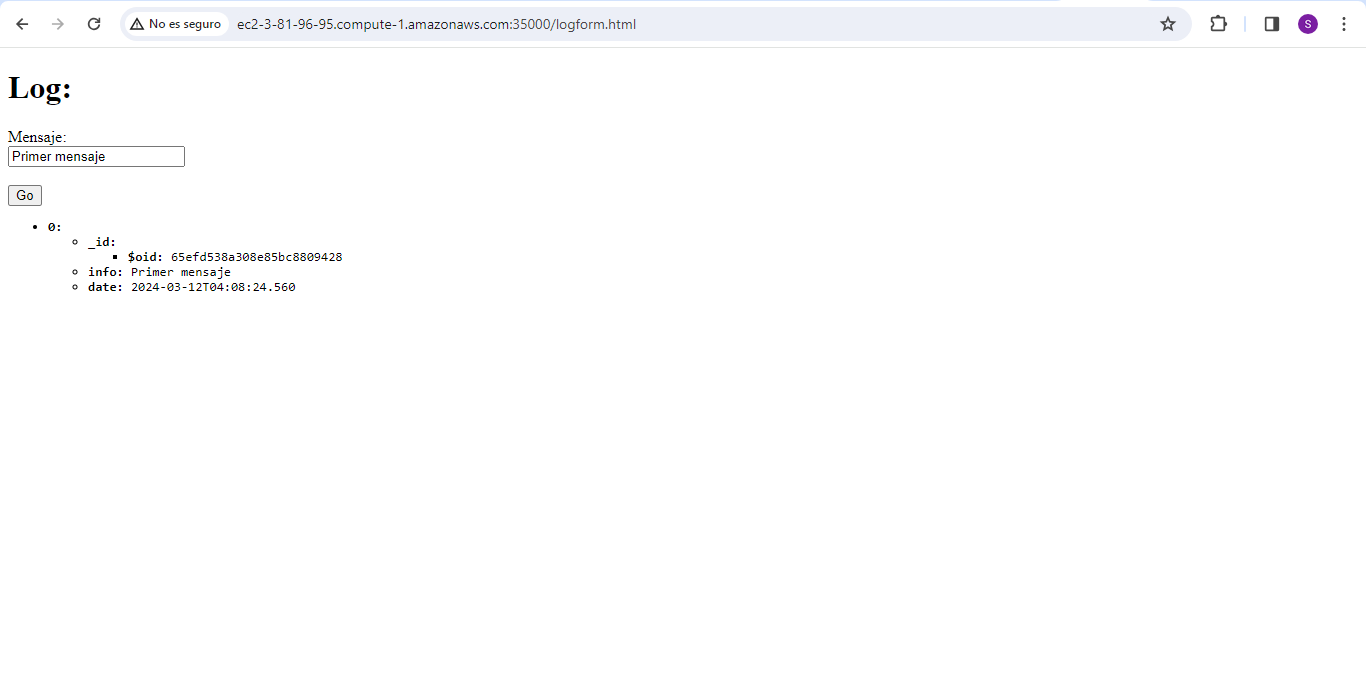 No es seguro
ec2-3-81-96-95.compute-1.amazonaws.com:35000/logform.html
S
Log:
Mensaje:
Primer mensaje
Go
0:
_id:
$oid: 65efd538a308e85bc8809428
info: Primer mensaje
date: 2024-03-12T04:08:24.560